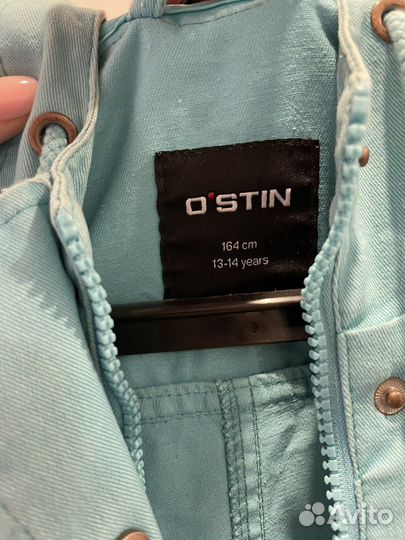 O'STIN
164 cm
13-14 years
Avito